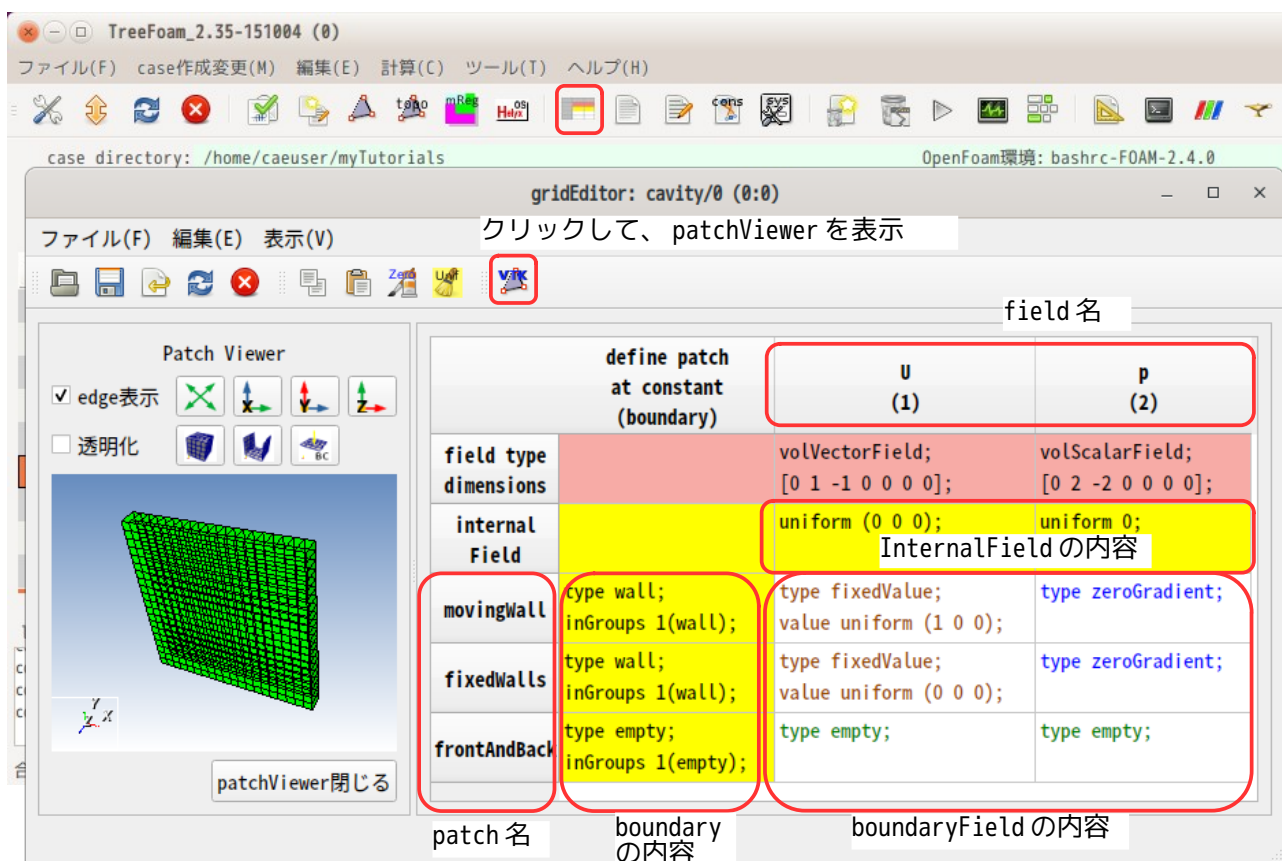 TreeFoam_2.35-151004 (0)
ファイル(F) case作成変更(M) 編集(E) 計算(C) ツール(T) ヘルプ(H)
topo mReg Helyx OS cons sys
case directory: /home/caeuser/myTutorials OpenFoam環境: bashrc-FOAM-2.4.0
gridEditor: cavity/0 (0:0)
クリックして、 patchViewer を表示
ファイル(F) 編集(E) 表示(V)
Zero VTK
field 名
Patch Viewer
edge表示 X Y Z
透明化 BC
Y
Z X
patchViewer閉じる
define patch
at constant
(boundary)
U
(1)
p
(2)
field type
dimensions
volVectorField;
[0 1 -1 0 0 0 0];
volScalarField;
[0 2 -2 0 0 0 0];
internal
Field
uniform (0 0 0);
uniform 0;
InternalField の内容
movingWall
type wall;
inGroups 1(wall);
type fixedValue;
value uniform (1 0 0);
type zeroGradient;
fixedWalls
type wall;
inGroups 1(wall);
type fixedValue;
value uniform (0 0 0);
type zeroGradient;
frontAndBack
type empty;
inGroups 1(empty);
type empty;
type empty;
patch 名
boundary
の内容
boundaryField の内容